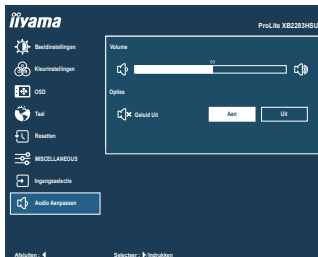 iiyama
ProLite XB2283HSU
Beeldinstellingen
Kleurinstellingen
OSD
Taal
Resetten
MISCELLANEOUS
Ingangsselectie
Audio Aanpassen
Volume
50
Opties
Geluid Uit
Aan
Uit
Afsluiten :
Selecteer : Indrukken